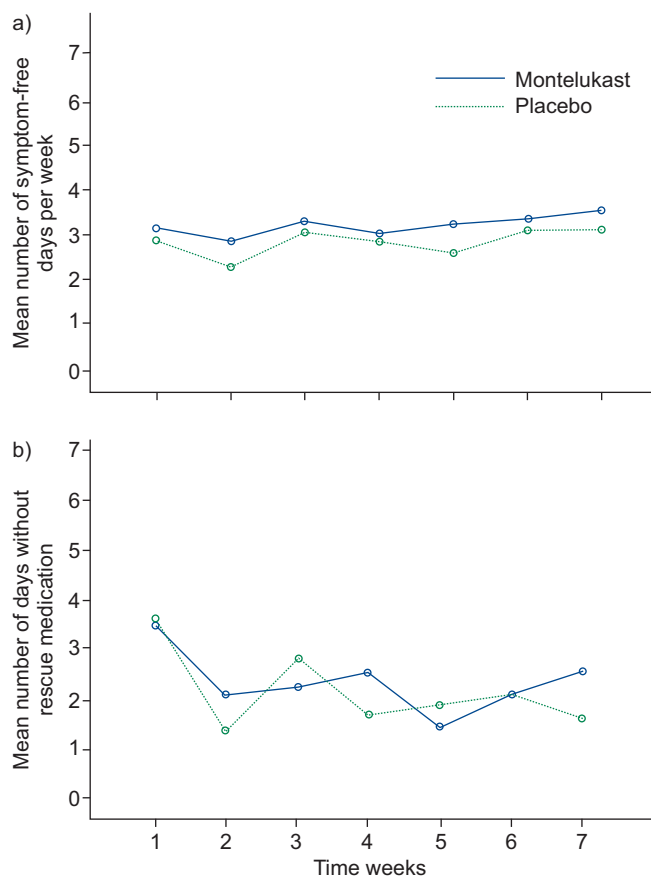 a)
Mean number of symptom-free
days per week
7
6
5
4
3
2
1
0
Montelukast
Placebo
b)
Mean number of days without
rescue medication
7
6
5
4
3
2
1
0
1 2 3 4 5 6 7
Time weeks